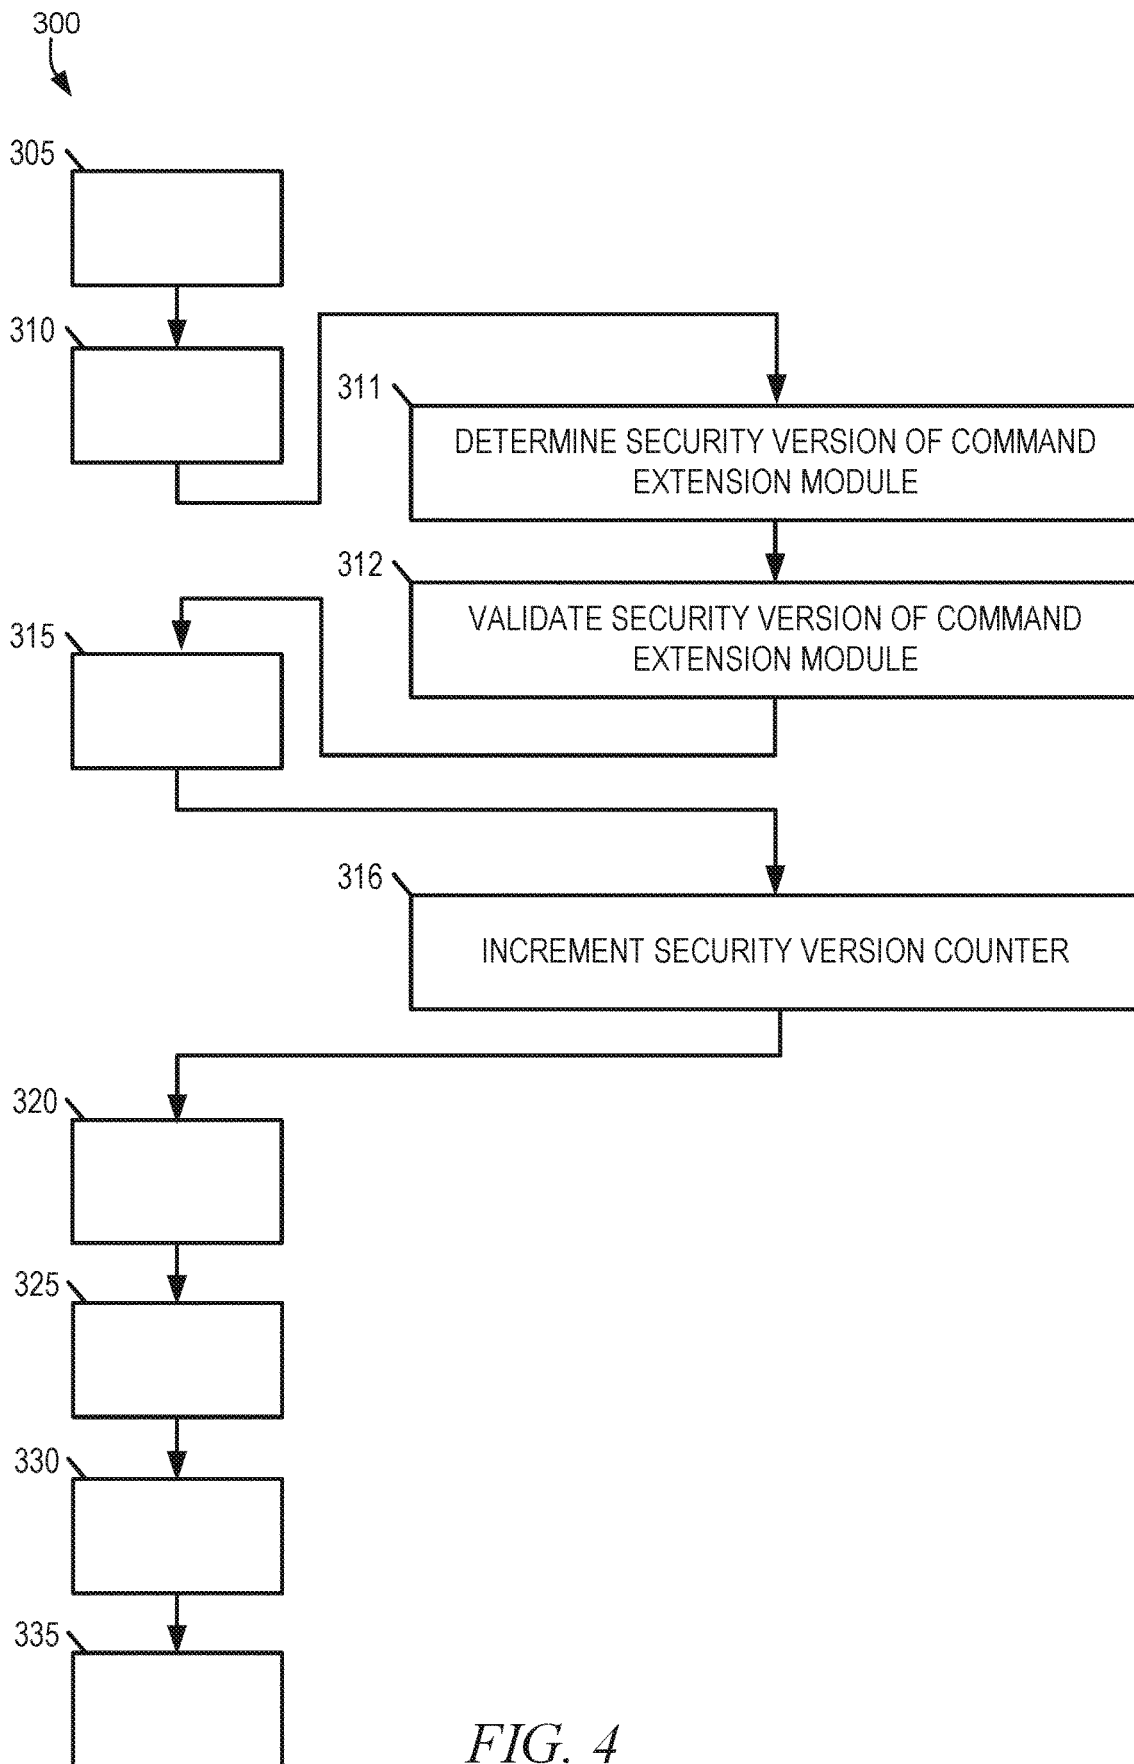 300
305
310
311
DETERMINE SECURITY VERSION OF COMMAND
EXTENSION MODULE
312
VALIDATE SECURITY VERSION OF COMMAND
EXTENSION MODULE
315
316
INCREMENT SECURITY VERSION COUNTER
320
325
330
335
FIG. 4